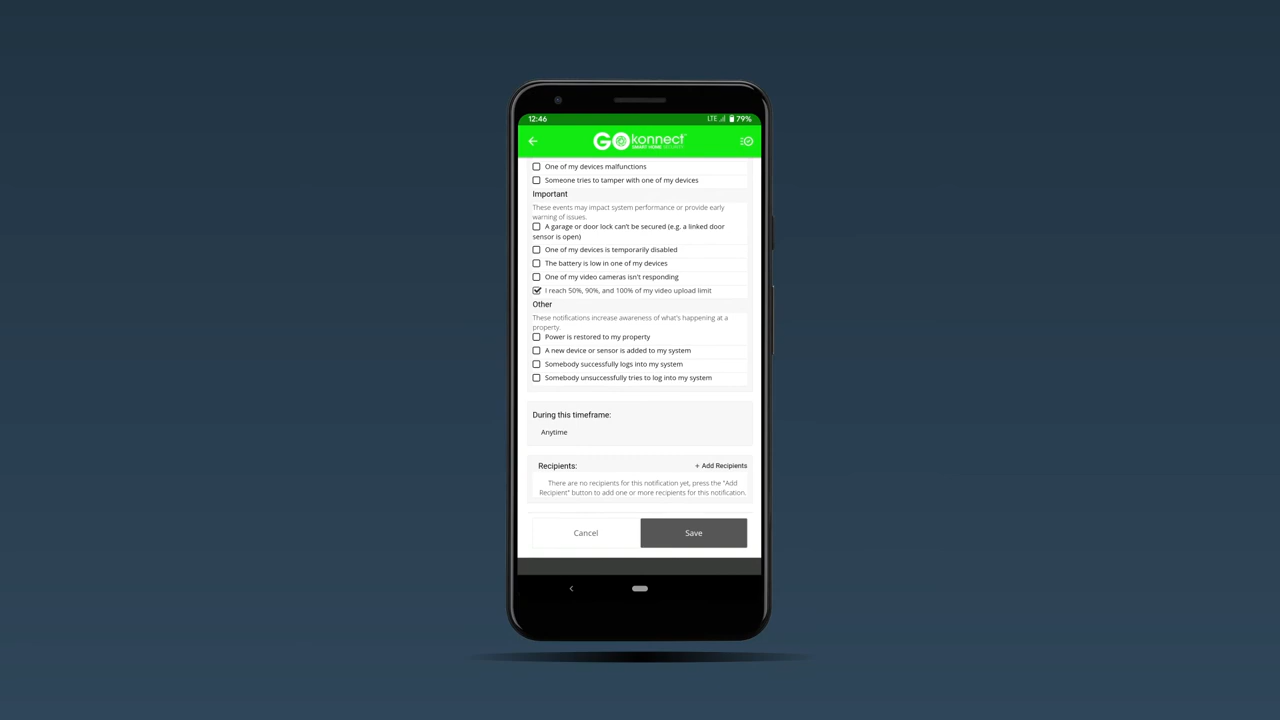 12:46
LTE 79%
GOkonnect™
SMART HOME SECURITY
One of my devices malfunctions
Someone tries to tamper with one of my devices
Important
These events may impact system performance or provide early
warning of issues.
A garage or door lock can't be secured (e.g. a linked door
sensor is open)
One of my devices is temporarily disabled
The battery is low in one of my devices
One of my video cameras isn't responding
I reach 50%, 90%, and 100% of my video upload limit
Other
These notifications increase awareness of what's happening at a
property.
Power is restored to my property
A new device or sensor is added to my system
Somebody successfully logs into my system
Somebody unsuccessfully tries to log into my system
During this timeframe:
Anytime
Recipients:
+ Add Recipients
There are no recipients for this notification yet, press the "Add
Recipient" button to add one or more recipients for this notification.
Cancel
Save